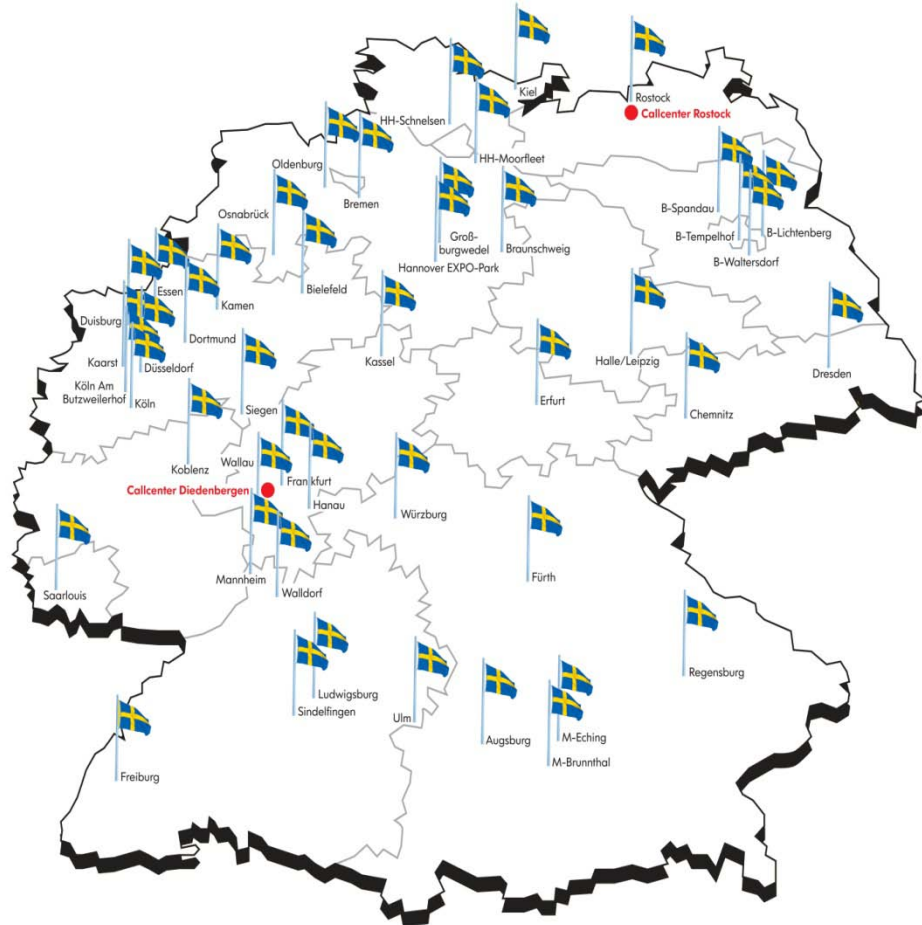 Kiel
Rostock
Callcenter Rostock
HH-Schnelsen
HH-Moorfleet
Oldenburg
Bremen
B-Spandau
B-Tempelhof
B-Lichtenberg
B-Waltersdorf
Osnabrück
Groß-
burgwedel
Braunschweig
Hannover EXPO-Park
Bielefeld
Essen
Kamen
Duisburg
Dortmund
Kaarst
Düsseldorf
Kassel
Halle/Leipzig
Dresden
Köln Am
Butzweilerhof
Köln
Siegen
Erfurt
Chemnitz
Koblenz
Wallau
Frankfurt
Callcenter Diedenbergen
Hanau
Würzburg
Mannheim
Walldorf
Fürth
Saarlouis
Regensburg
Ludwigsburg
Sindelfingen
Ulm
Augsburg
M-Eching
M-Brunnthal
Freiburg